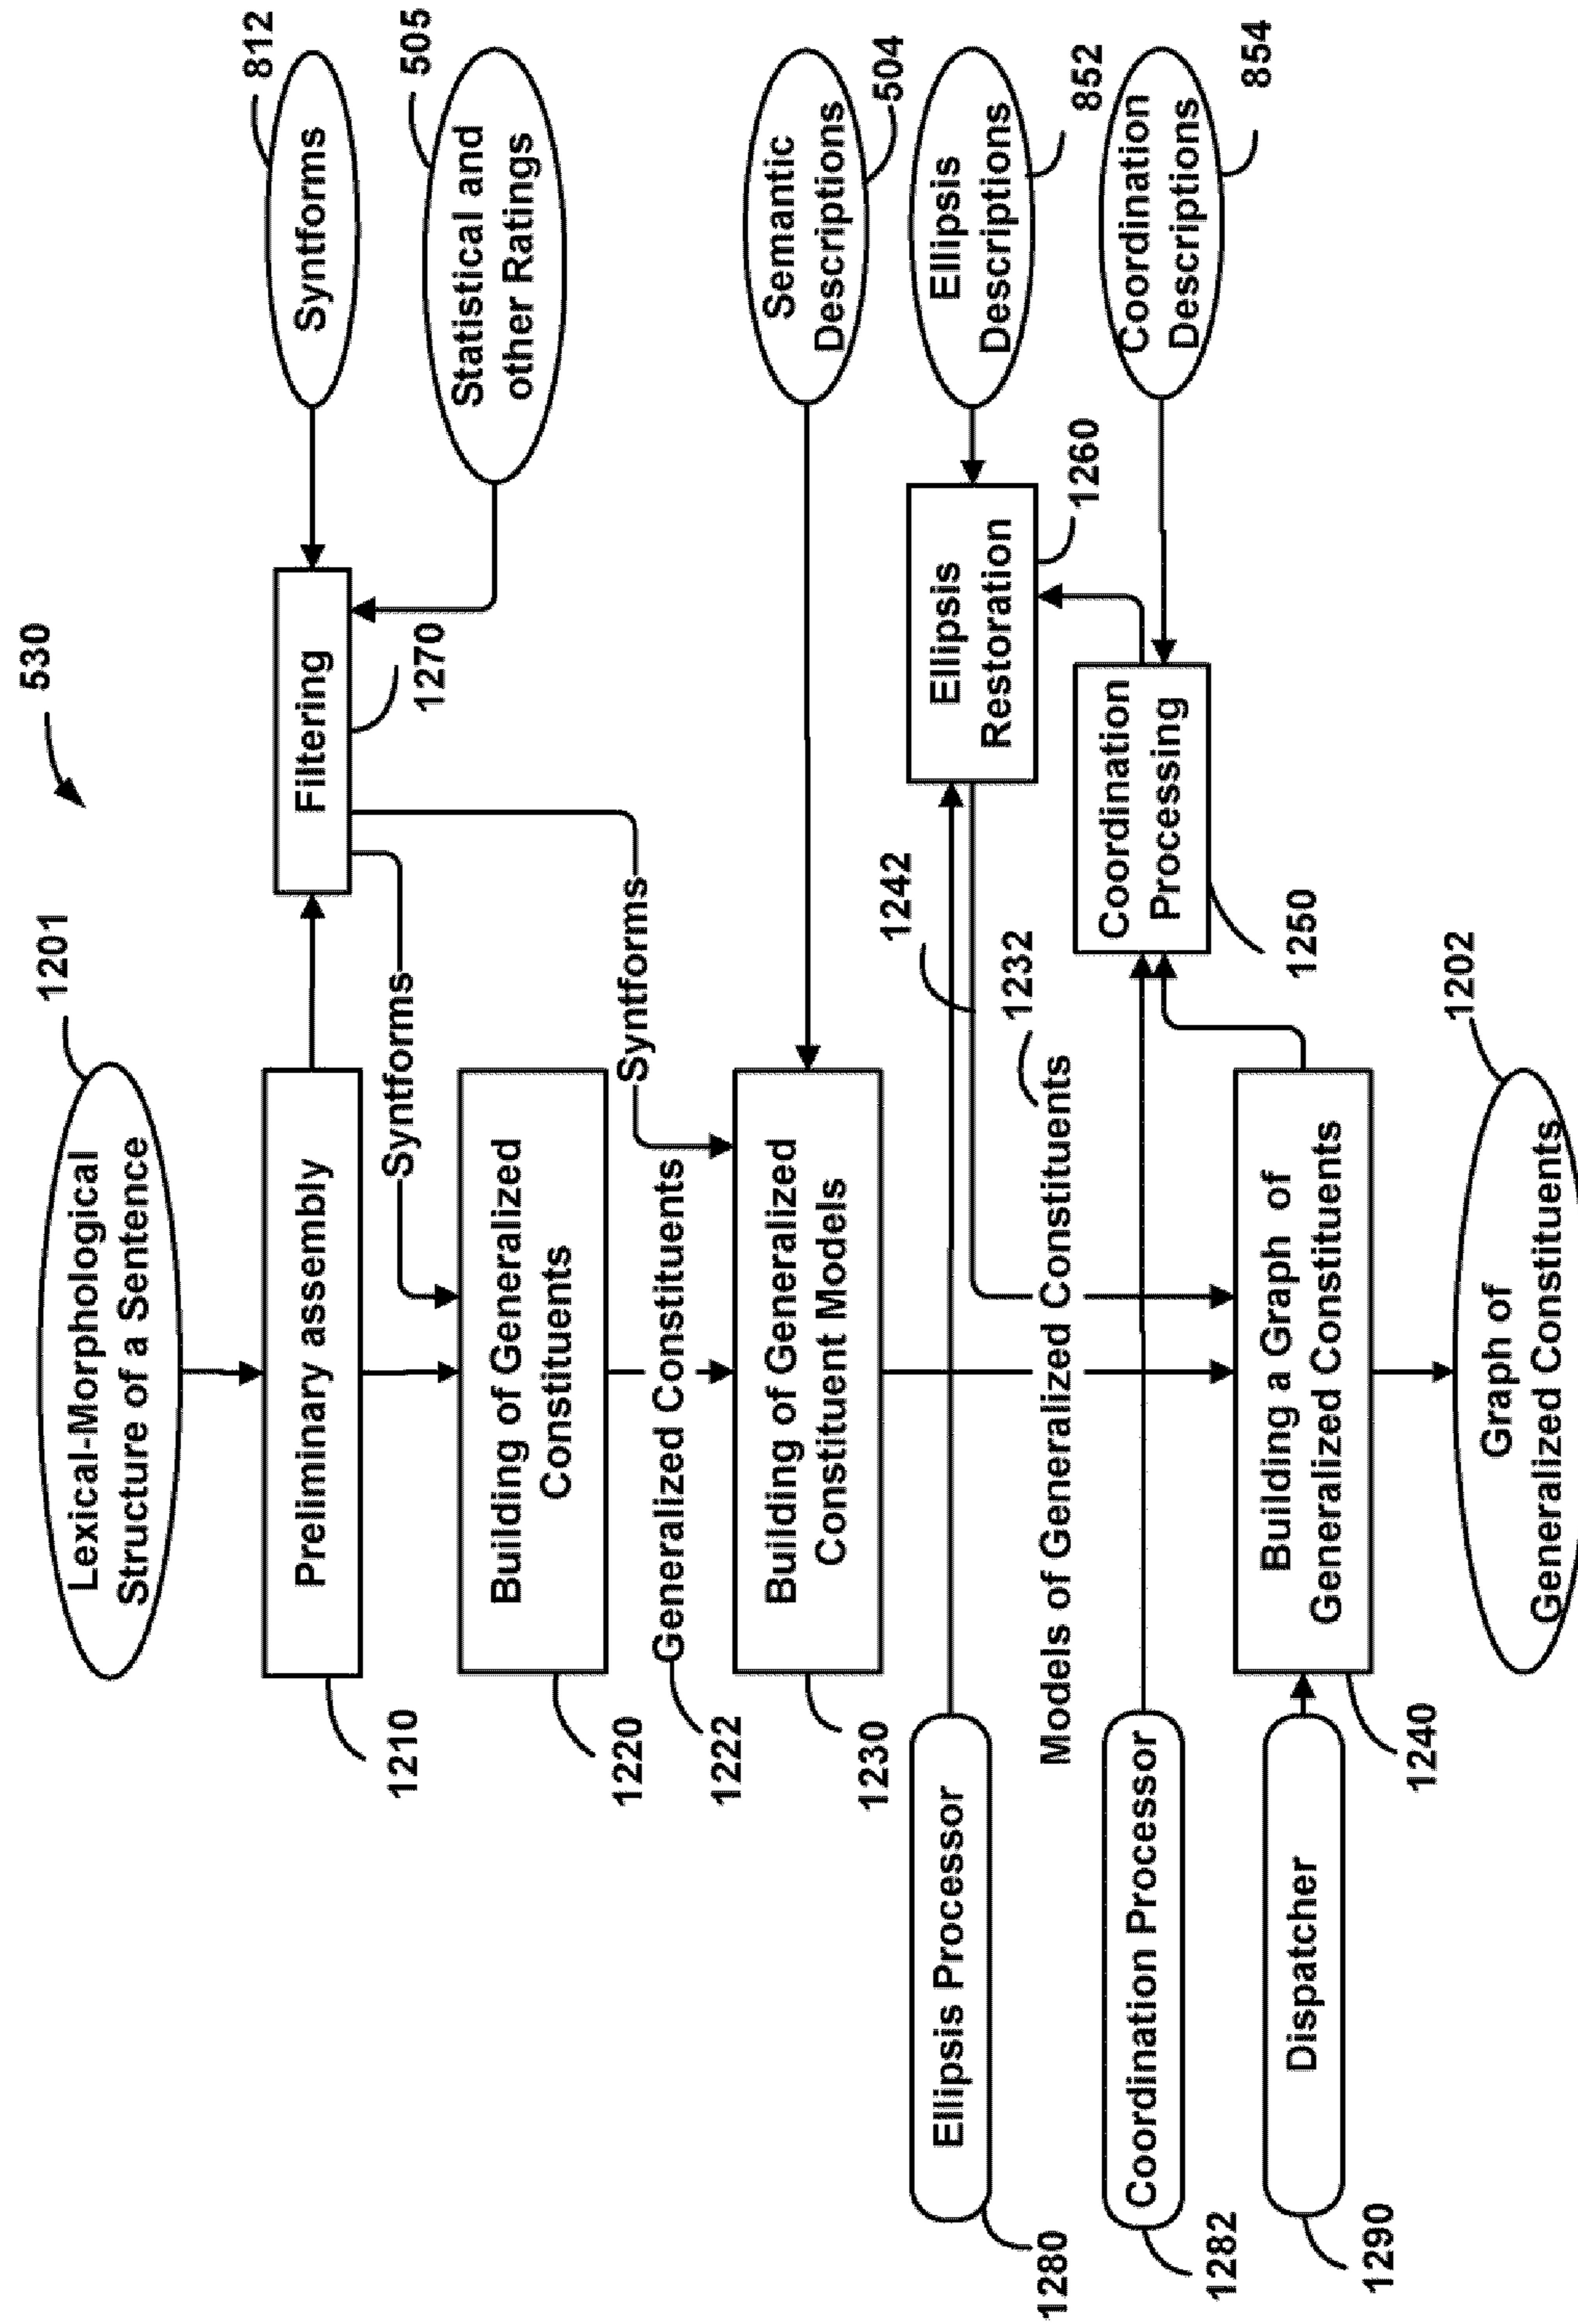 530
1201
Lexical-Morphological
Structure of a Sentence
812
Syntforms
1210
Preliminary assembly
Filtering
1270
505
Statistical and
other Ratings
Syntforms
1220
Building of Generalized
Constituents
Syntforms
1222
Generalized Constituents
1230
Building of Generalized
Constituent Models
Semantic
Descriptions
504
1280
Ellipsis Processor
1242
Ellipsis
Restoration
1260
Ellipsis
Descriptions
852
Models of Generalized Constituents
1232
1282
Coordination Processor
Coordination
Processing
1250
Coordination
Descriptions
854
1290
Dispatcher
1240
Building a Graph of
Generalized Constituents
1202
Graph of
Generalized Constituents